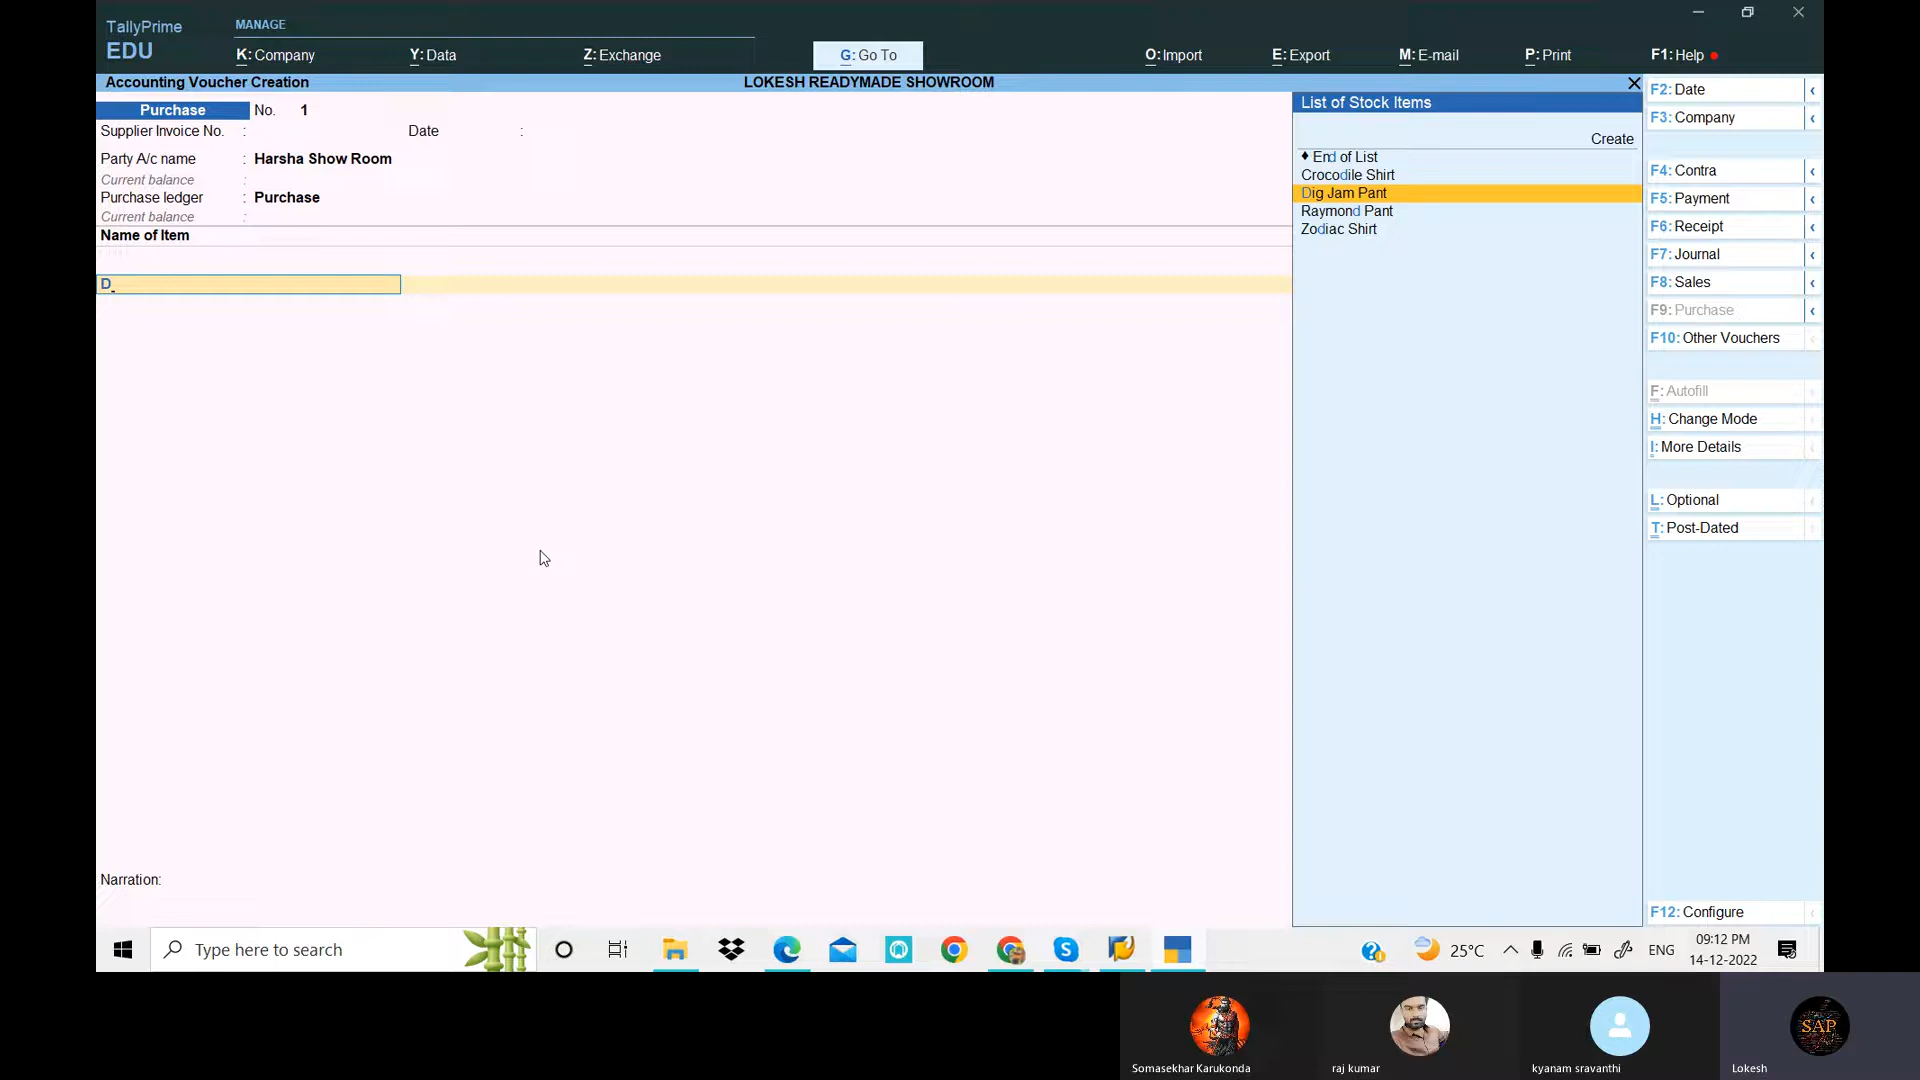 TallyPrime
EDU
MANAGE
K: Company
Y: Data
Z: Exchange
G: Go To
O: Import
E: Export
M: E-mail
P: Print
F1: Help
Accounting Voucher Creation
LOKESH READYMADE SHOWROOM
Purchase No. 1
Supplier Invoice No. : Date :
Party A/c name : Harsha Show Room
Current balance :
Purchase ledger : Purchase
Current balance :
Name of Item
D
Narration:
List of Stock Items
Create
♦ End of List
Crocodile Shirt
Dig Jam Pant
Raymond Pant
Zodiac Shirt
F2: Date
F3: Company
F4: Contra
F5: Payment
F6: Receipt
F7: Journal
F8: Sales
F9: Purchase
F10: Other Vouchers
F: Autofill
H: Change Mode
I: More Details
L: Optional
T: Post-Dated
F12: Configure
Type here to search
25°C
ENG
09:12 PM
14-12-2022
SAP
Somasekhar Karukonda
raj kumar
kyanam sravanthi
Lokesh